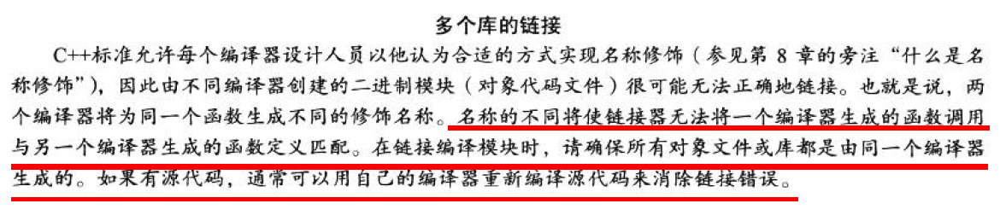 多个库的链接
C++标准允许每个编译器设计人员以他认为合适的方式实现名称修饰（参见第 8 章的旁注“什么是名
称修饰”），因此由不同编译器创建的二进制模块（对象代码文件）很可能无法正确地链接。也就是说，两
个编译器将为同一个函数生成不同的修饰名称。名称的不同将使链接器无法将一个编译器生成的函数调用
与另一个编译器生成的函数定义匹配。在链接编译模块时，请确保所有对象文件或库都是由同一个编译器
生成的。如果有源代码，通常可以用自己的编译器重新编译源代码来消除链接错误。